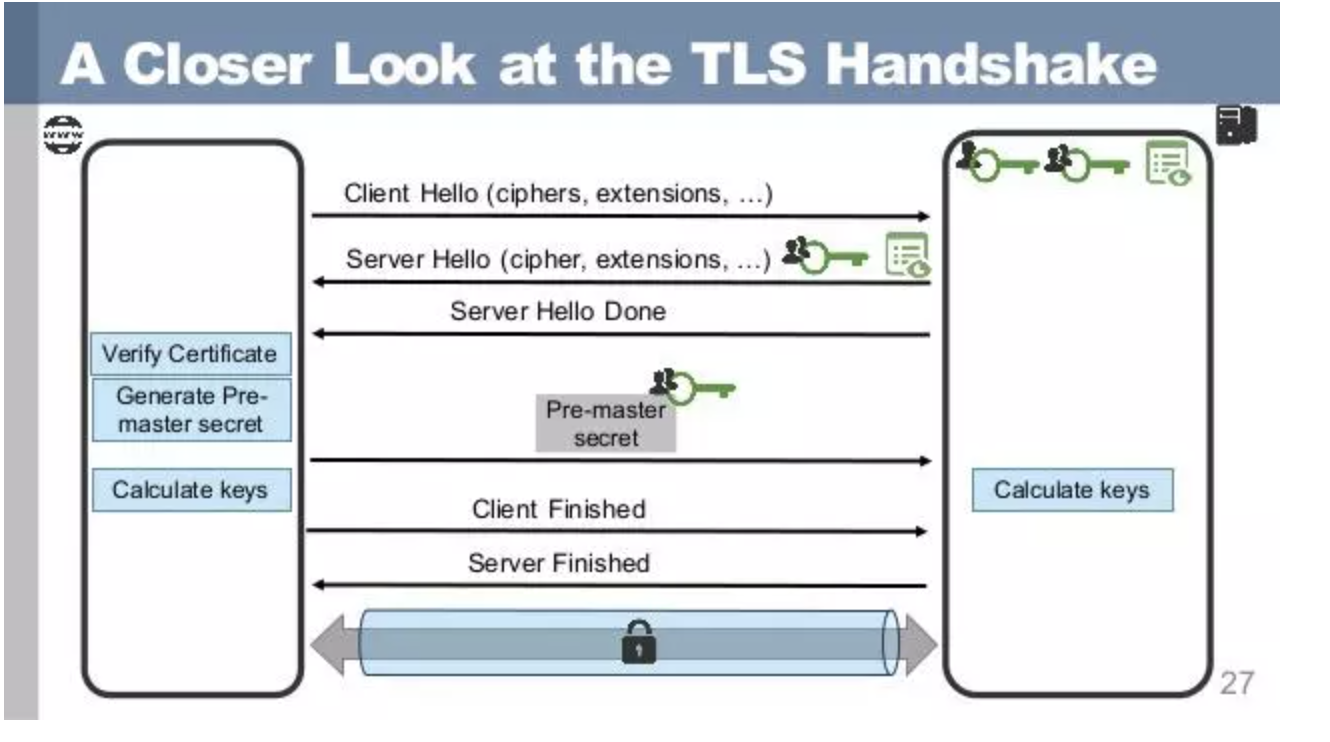 A Closer Look at the TLS Handshake
www
Client Hello (ciphers, extensions, …)
Server Hello (cipher, extensions, …)
Server Hello Done
Verify Certificate
Generate Pre-
master secret
Pre-master
secret
Calculate keys
Calculate keys
Client Finished
Server Finished
27